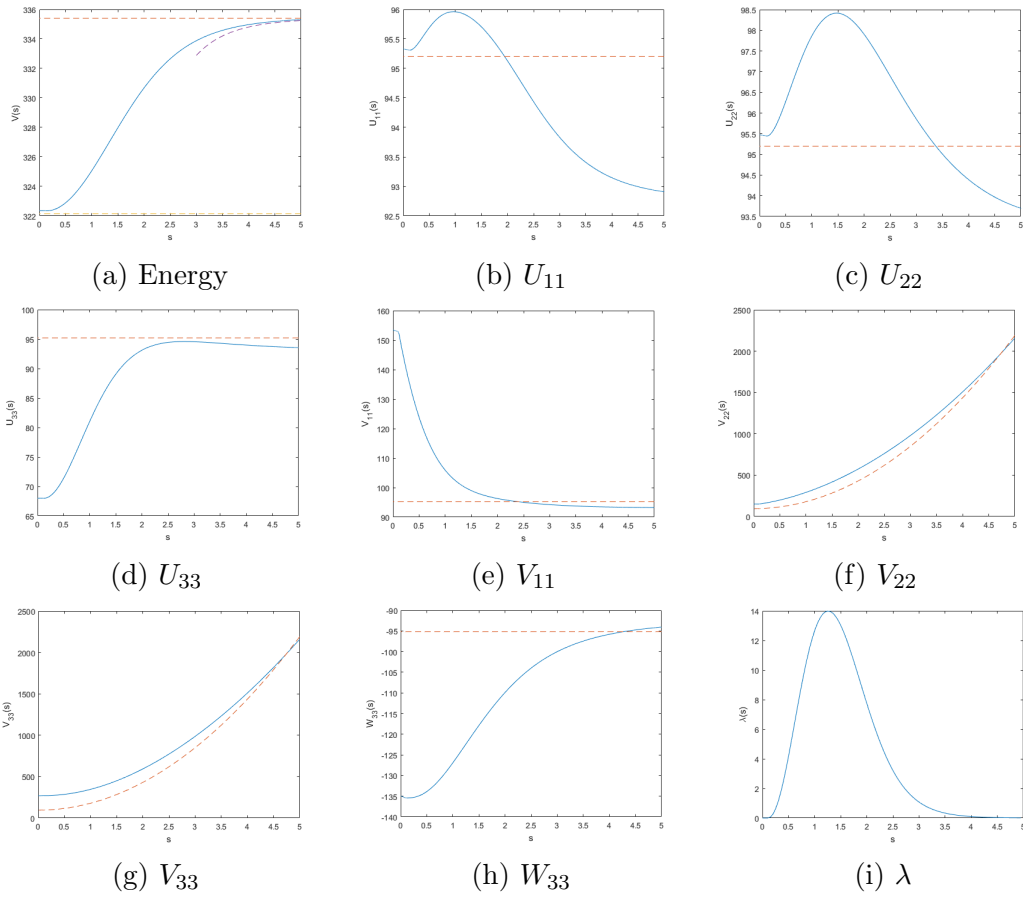 336
334
332
330
328
326
324
322
V(s)
0 0.5 1 1.5 2 2.5 3 3.5 4 4.5 5
s
(a) Energy
96
95.5
95
94.5
94
93.5
93
92.5
U11(s)
0 0.5 1 1.5 2 2.5 3 3.5 4 4.5 5
s
(b) U11
98.5
98
97.5
97
96.5
96
95.5
95
94.5
94
93.5
U22(s)
0 0.5 1 1.5 2 2.5 3 3.5 4 4.5 5
s
(c) U22
100
95
90
85
80
75
70
65
U33(s)
0 0.5 1 1.5 2 2.5 3 3.5 4 4.5 5
s
(d) U33
160
150
140
130
120
110
100
90
V11(s)
0 0.5 1 1.5 2 2.5 3 3.5 4 4.5 5
s
(e) V11
2500
2000
1500
1000
500
0
V22(s)
0 0.5 1 1.5 2 2.5 3 3.5 4 4.5 5
s
(f) V22
2500
2000
1500
1000
500
0
V33(s)
0 0.5 1 1.5 2 2.5 3 3.5 4 4.5 5
s
(g) V33
-90
-95
-100
-105
-110
-115
-120
-125
-130
-135
-140
W33(s)
0 0.5 1 1.5 2 2.5 3 3.5 4 4.5 5
s
(h) W33
14
12
10
8
6
4
2
0
λ(s)
0 0.5 1 1.5 2 2.5 3 3.5 4 4.5 5
s
(i) λ